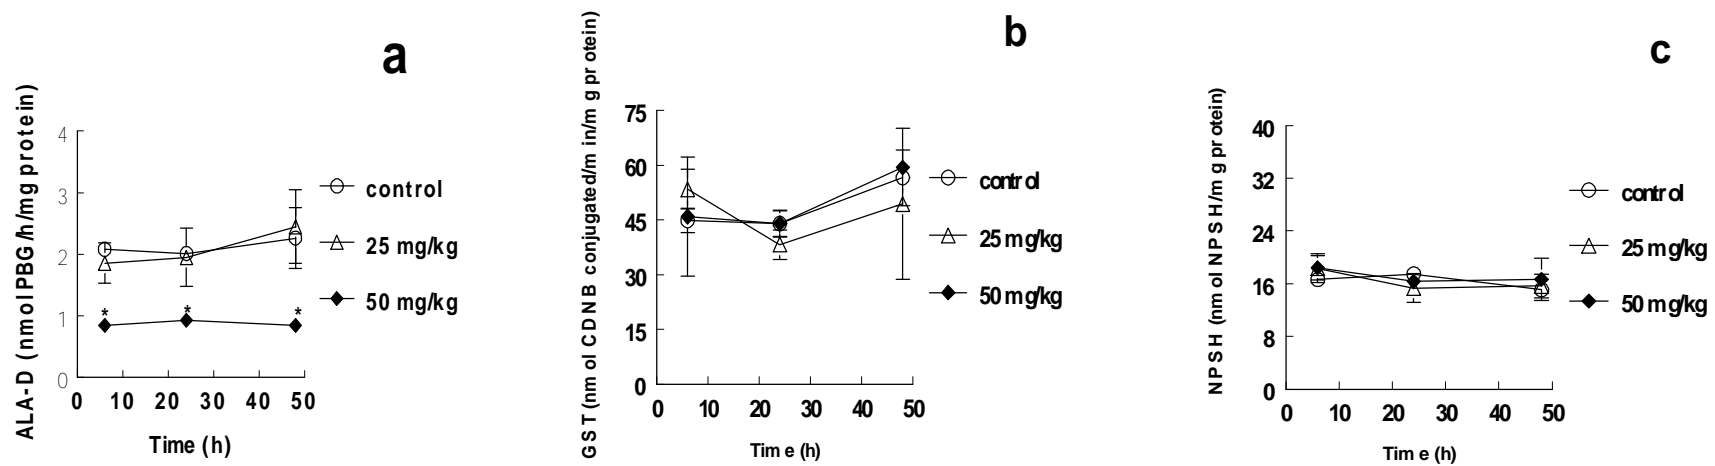 a
ALA-D (nmol PBG/h/mg protein)
4
3
2
1
0
0 10 20 30 40 50
Time (h)
control
25 mg/kg
50 mg/kg
*
*
*
b
GST (nmol CDNB conjugated/min/mg protein)
75
60
45
30
15
0
0 10 20 30 40 50
Time (h)
control
25 mg/kg
50 mg/kg
c
NPSH (nmol NPSH/mg protein)
40
32
24
16
8
0
0 10 20 30 40 50
Time (h)
control
25 mg/kg
50 mg/kg